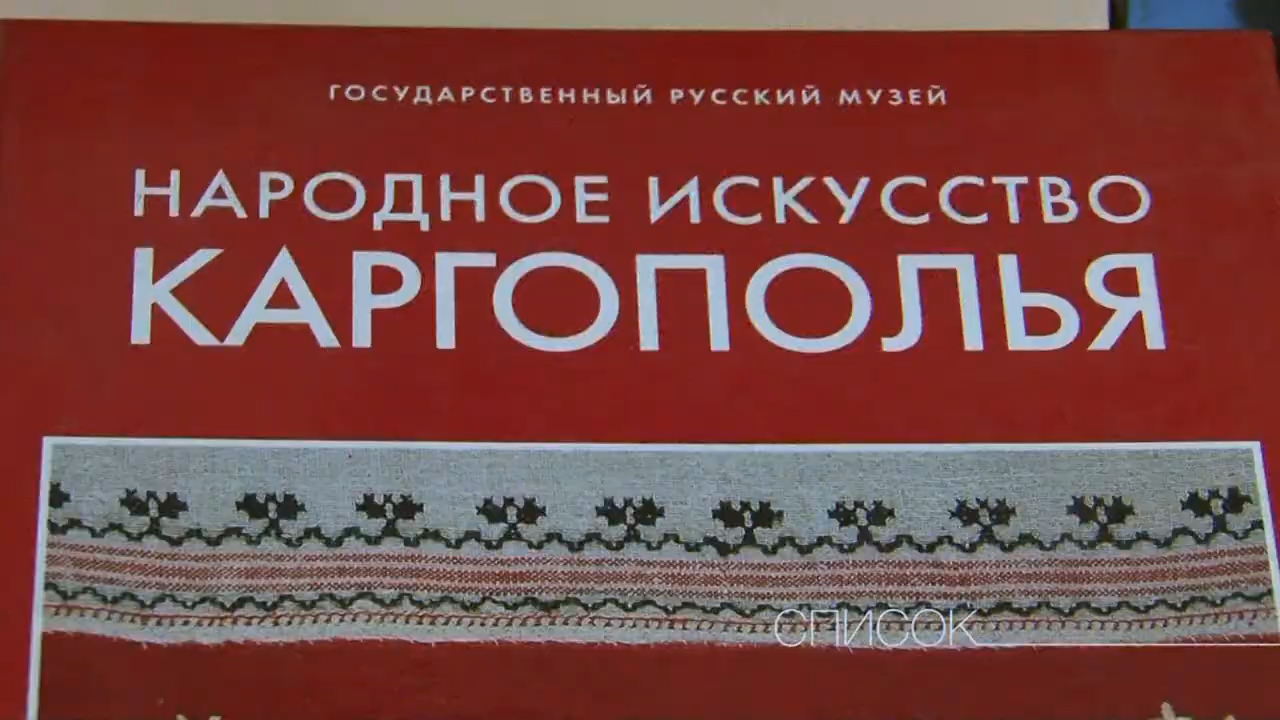 ГОСУДАРСТВЕННЫЙ РУССКИЙ МУЗЕЙ
НАРОДНОЕ ИСКУССТВО
КАРГОПОЛЬЯ
СПИСОК